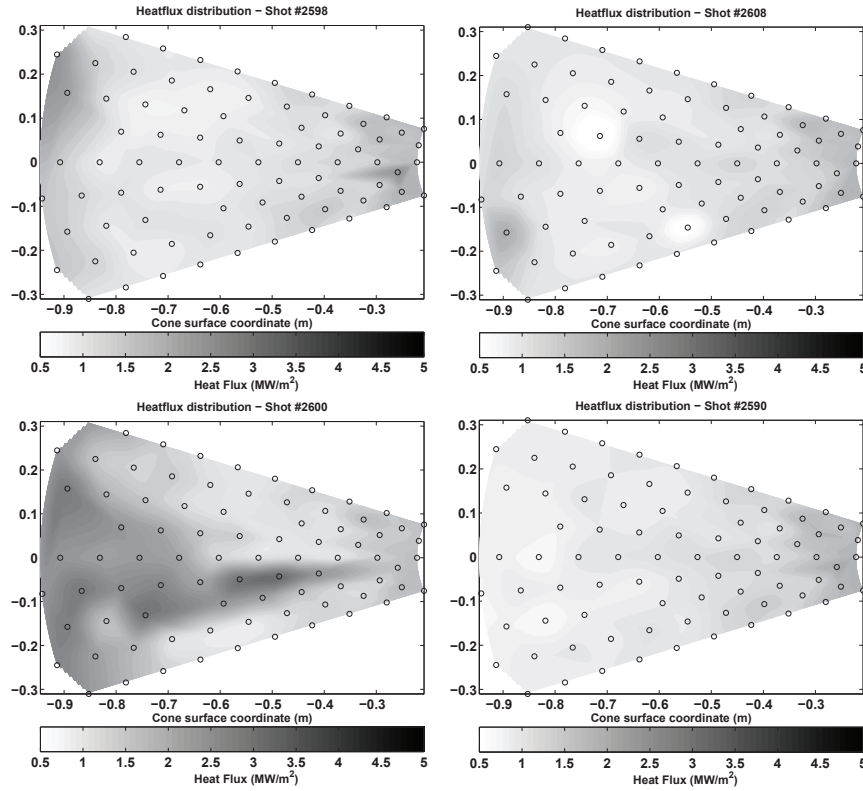 Heatflux distribution − Shot #2598
0.3
0.2
0.1
0
−0.1
−0.2
−0.3
−0.9 −0.8 −0.7 −0.6 −0.5 −0.4 −0.3
Cone surface coordinate (m)
0.5 1 1.5 2 2.5 3 3.5 4 4.5 5
Heat Flux (MW/m²)
Heatflux distribution − Shot #2608
0.3
0.2
0.1
0
−0.1
−0.2
−0.3
−0.9 −0.8 −0.7 −0.6 −0.5 −0.4 −0.3
Cone surface coordinate (m)
0.5 1 1.5 2 2.5 3 3.5 4 4.5 5
Heat Flux (MW/m²)
Heatflux distribution − Shot #2600
0.3
0.2
0.1
0
−0.1
−0.2
−0.3
−0.9 −0.8 −0.7 −0.6 −0.5 −0.4 −0.3
Cone surface coordinate (m)
0.5 1 1.5 2 2.5 3 3.5 4 4.5 5
Heat Flux (MW/m²)
Heatflux distribution − Shot #2590
0.3
0.2
0.1
0
−0.1
−0.2
−0.3
−0.9 −0.8 −0.7 −0.6 −0.5 −0.4 −0.3
Cone surface coordinate (m)
0.5 1 1.5 2 2.5 3 3.5 4 4.5 5
Heat Flux (MW/m²)